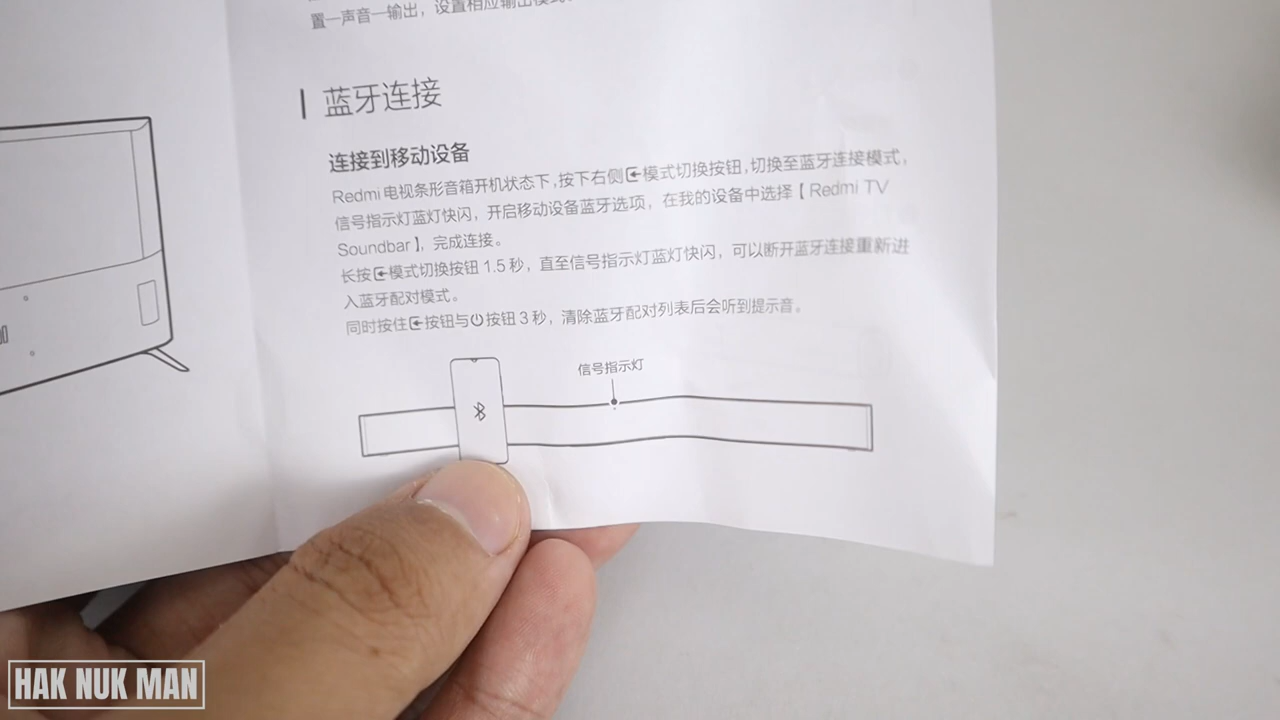 置—声音—输出，设置相应输出模式。
蓝牙连接
连接到移动设备
Redmi 电视条形音箱开机状态下,按下右侧模式切换按钮,切换至蓝牙连接模式，
信号指示灯蓝灯快闪，开启移动设备蓝牙选项，在我的设备中选择【 Redmi TV
Soundbar】，完成连接。
长按模式切换按钮 1.5 秒，直至信号指示灯蓝灯快闪，可以断开蓝牙连接重新进
入蓝牙配对模式。
同时按住按钮与按钮 3 秒，清除蓝牙配对列表后会听到提示音。
信号指示灯
HAK NUK MAN